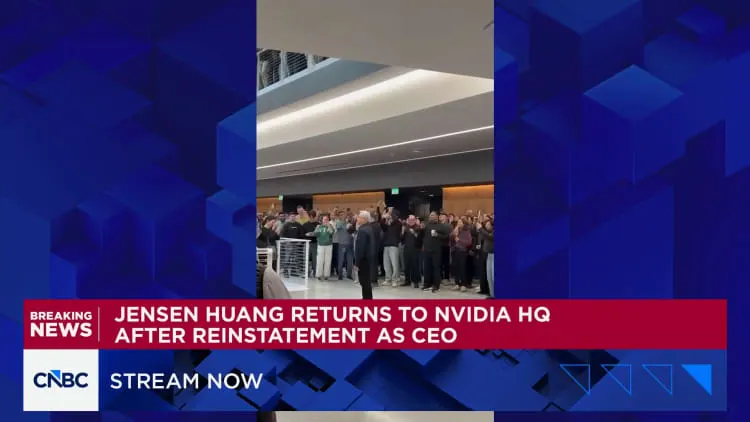 BREAKING
NEWS
JENSEN HUANG RETURNS TO NVIDIA HQ
AFTER REINSTATEMENT AS CEO
CNBC
STREAM NOW